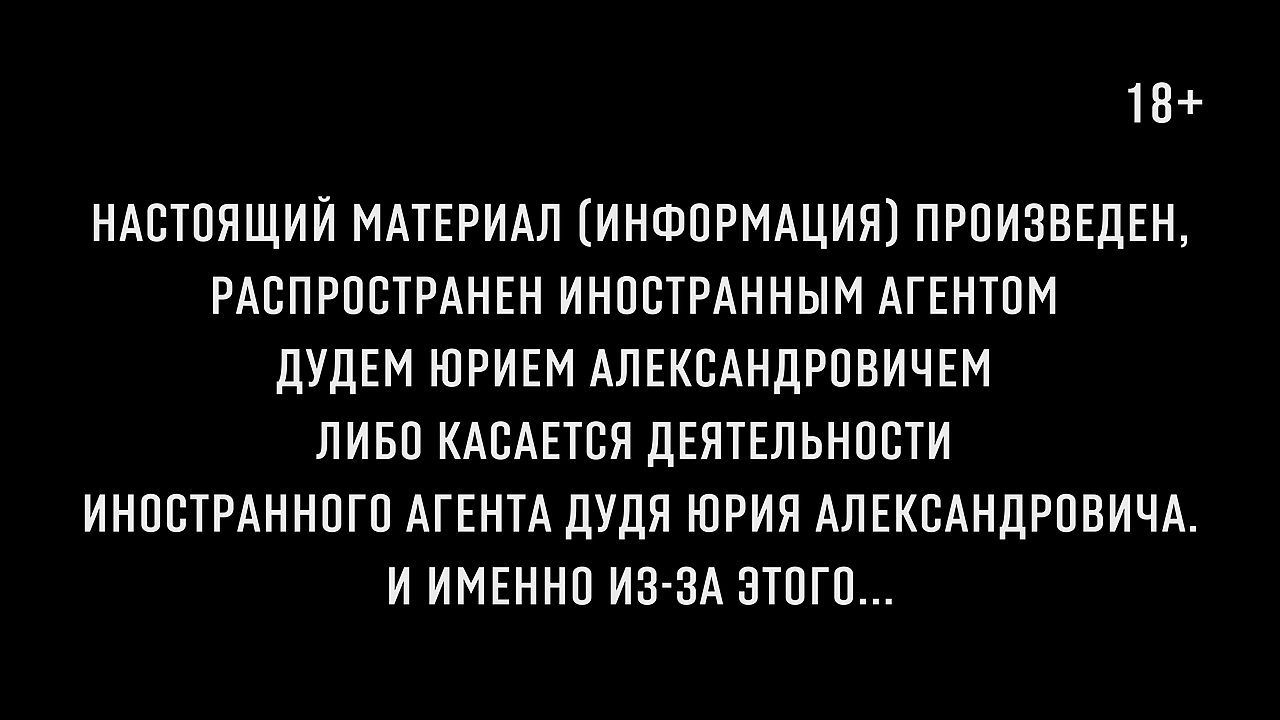 18+
НАСТОЯЩИЙ МАТЕРИАЛ (ИНФОРМАЦИЯ) ПРОИЗВЕДЕН,
РАСПРОСТРАНЕН ИНОСТРАННЫМ АГЕНТОМ
ДУДЕМ ЮРИЕМ АЛЕКСАНДРОВИЧЕМ
ЛИБО КАСАЕТСЯ ДЕЯТЕЛЬНОСТИ
ИНОСТРАННОГО АГЕНТА ДУДЯ ЮРИЯ АЛЕКСАНДРОВИЧА.
И ИМЕННО ИЗ-ЗА ЭТОГО...